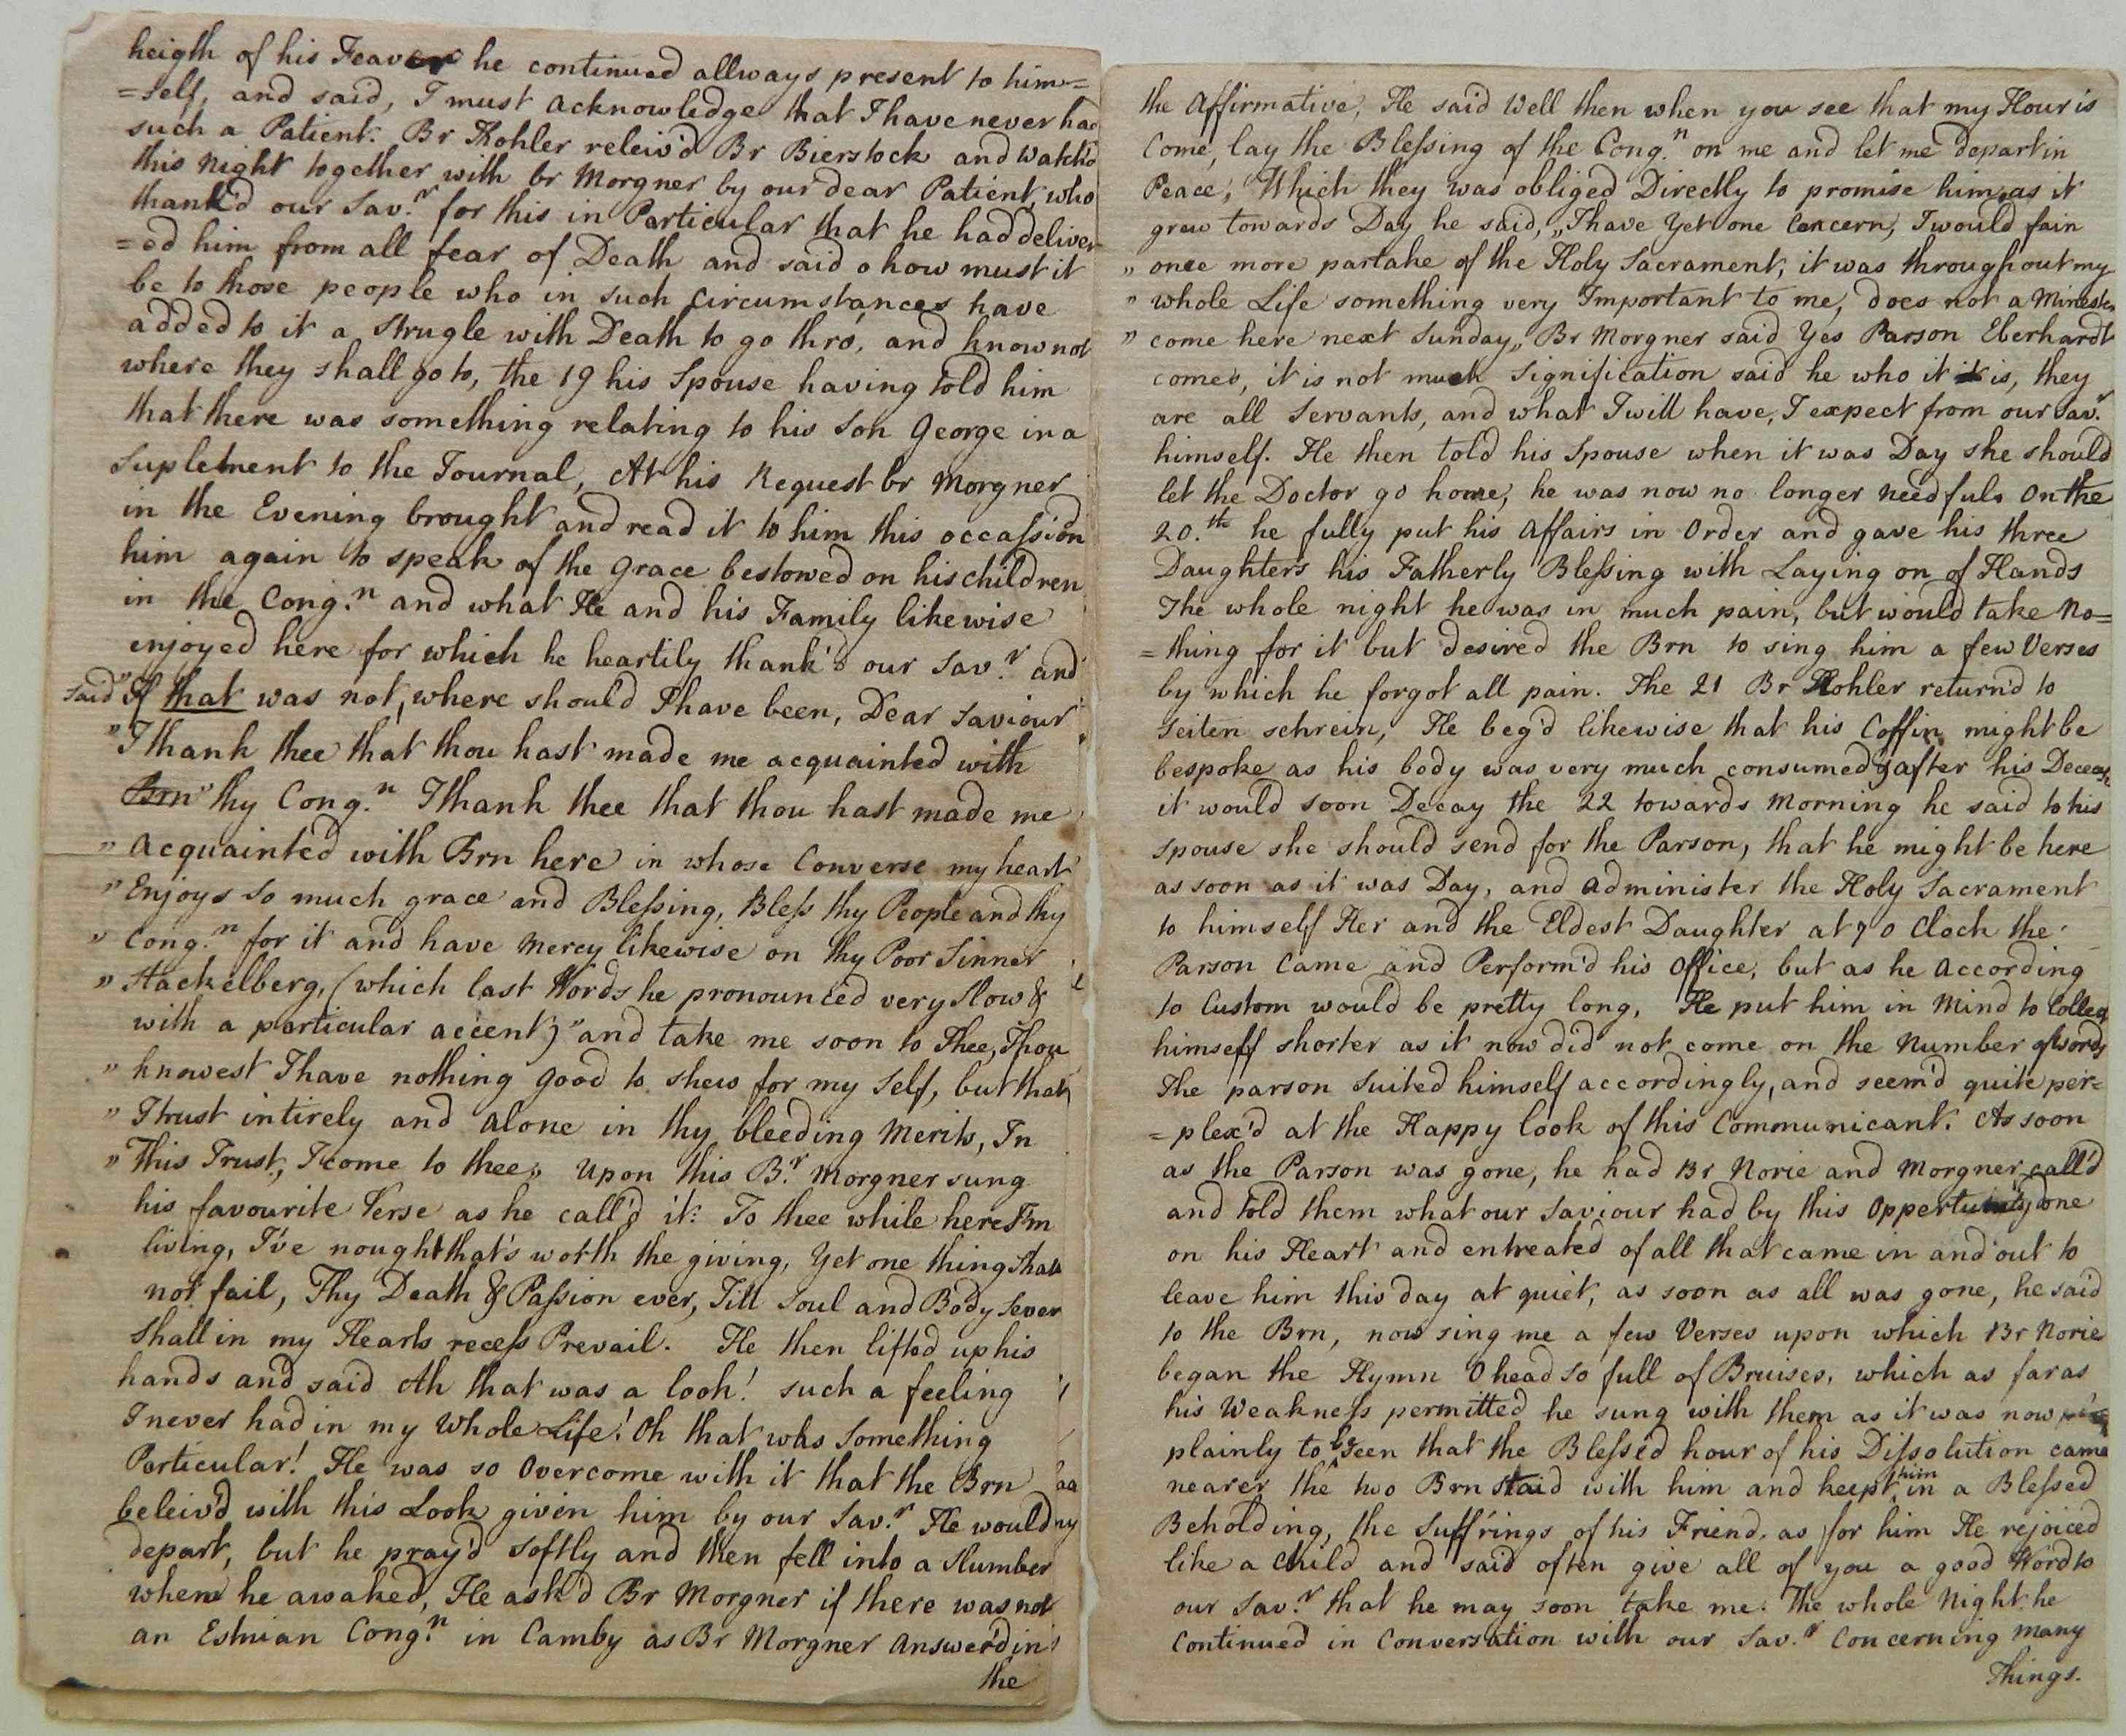 heigth of his Feaver he continued allways present to him=
=self, and said, I must acknowledge that I have never had
such a Patient. Br Kohler releiv'd Br Bierstock and watch'd
this night together with br Morgner by our dear Patient, who
thank'd our Sav.r for this in Particular that he had deliver
=ed him from all fear of Death and said o how must it
be to those people who in such Circumstances have
added to it a Strugle with Death to go thro', and know not
where they shall go to, the 19 his Spouse having told him
that there was something relating to his Son George in a
Suplement to the Journal, At his Request br Morgner
in the Evening brought and read it to him this occassion
him again to speak of the Grace bestowed on his children
in the Cong.n and what He and his Family likewise
enjoyed here for which he heartily thank'd our Sav.r and
said "If that was not, where should I have been, Dear Saviour
" I thank thee that thou hast made me acquainted with
Brn " thy Cong.n I thank thee that thou hast made me
" Acquainted with Brn here in whose Converse my heart
" Enjoys so much grace and Blessing, Bless thy People and thy
" Cong.n for it and have Mercy likewise on thy Poor Sinner
" Stackelberg, (which last Words he pronounced very Slow &
with a particular accent) " and take me soon to Thee, Thou
" knowest I have nothing good to shew for my Self, but that
" I trust intirely and alone in thy bleeding Merits, In
" This Trust, I come to thee,, Upon this B.r Morgner sung
his favourite Verse as he call'd it: To thee while here I'm
living, I've nought that's worth the giving, Yet one thing Shall
not fail, Thy Death & Passion ever, Till Soul and Body Sever
Shall in my Hearts recess Prevail. He then lifted up his
hands and said Ah that was a look! such a feeling
I never had in my Whole Life! Oh that was Something
Particular! He was so Overcome with it that the Brn
beleiv'd with this Look given him by our Sav.r He would
depart, but he pray'd Softly and then fell into a Slumber
when he awaked, He ask'd Br Morgner if there was not
an Estnian Cong.n in Camby as Br Morgner answer'd in
the
the Affirmative, He said Well then when you see that my Hour is
Come, lay the Blessing of the Cong.n on me and let me depart in
Peace, Which they was obliged Directly to promise him, as it
grew towards Day he said, ,,I have Yet one Concern, I would fain
,, once more partake of the Holy Sacrament, it was throughout my
" whole Life something very Important to me, does not a Minester
" come here next Sunday,, Br Morgner said Yes Parson Eberhardt
comes, it is not much Signification said he who it is, they
are all Servants, and what I will have, I expect from our Sav.r
himself. He then told his Spouse when it was Day she should
let the Doctor go home, he was now no longer needfull On the
20.th he fully put his Affairs in Order and gave his three
Daughters his Fatherly Blessing with Laying on of Hands
The whole night he was in much pain, but would take No=
=thing for it but desired the Brn to sing him a few Verses
by which he forgot all pain. The 21 Br Kohler return'd to
Seiten schrein, He beg'd likewise that his Coffin might be
bespoke as his body was very much consumed & after his Decease
it would soon Decay the 22 towards Morning he said to his
Spouse she should send for the Parson, that he might be here
as soon as it was Day, and administer the Holy Sacrament
to himself Her and the Eldest Daughter at 7 o Clock the
Parson Came and Perform'd his Office, but as he according
to Custom would be pretty long, He put him in Mind to Collect
himself shorter as it now did not come on the Number of words
The parson Suited himself accordingly, and seem'd quite per=
=plex'd at the Happy look of this Communicant. As soon
as the Parson was gone, he had Br Norie and Morgner call'd
and told them what our Saviour had by this Oppertunity done
on his Heart and entreated of all that came in and out to
leave him this day at quiet, as soon as all was gone, he said
to the Brn, now sing me a few Verses upon which Br Norie
began the Hymn O head so full of Bruises, which as far as
his Weakness permitted he sung with them as it was now
plainly to be seen that the Blessed hour of his Dissolution came
nearer the two Brn staid with him and keept him in a Blessed
Beholding, the Suff'rings of his Friend. as for him He rejoiced
like a Child and said often give all of you a good Word to
our Sav.r that he may soon take me. The whole Night he
Continued in Conversation with our Sav.r Concerning many
Things.